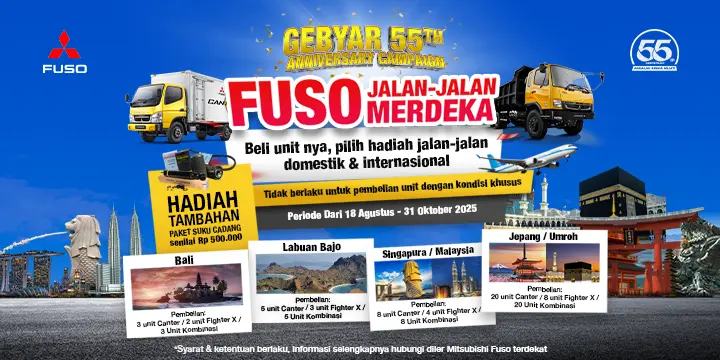 FUSO
GEBYAR 55TH
ANNIVERSARY CAMPAIGN
55
FUSO JALAN-JALAN
MERDEKA
Beli unit nya, pilih hadiah jalan-jalan
domestik & internasional
Tidak berlaku untuk pembelian unit dengan kondisi khusus
Periode Dari 18 Agustus - 31 Oktober 2025
HADIAH
TAMBAHAN
PAKET SUKU CADANG
senilai Rp 500.000
Bali
Pembelian:
3 unit Canter / 2 unit Fighter X /
3 Unit Kombinasi
Labuan Bajo
Pembelian:
5 unit Canter / 3 unit Fighter X /
5 Unit Kombinasi
Singapura / Malaysia
Pembelian:
8 unit Canter / 4 unit Fighter X /
8 Unit Kombinasi
Jepang / Umroh
Pembelian:
20 unit Canter / 8 unit Fighter X /
20 Unit Kombinasi
*Syarat & ketentuan berlaku, informasi selengkapnya hubungi diler Mitsubishi Fuso terdekat